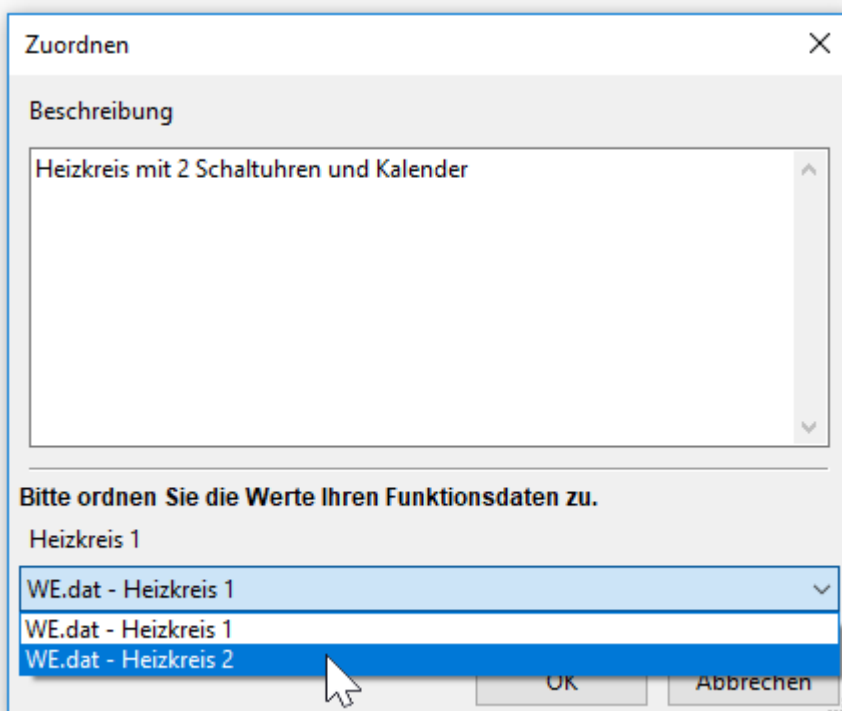 Zuordnen
Beschreibung
Heizkreis mit 2 Schaltuhren und Kalender
Bitte ordnen Sie die Werte Ihren Funktionsdaten zu.
Heizkreis 1
WE.dat - Heizkreis 1
WE.dat - Heizkreis 1
WE.dat - Heizkreis 2
OK Abbrechen